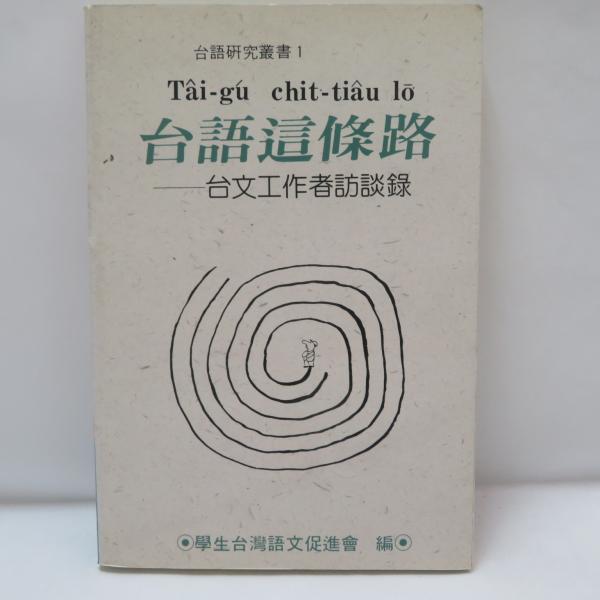 台語研究叢書1
Tâi-gú chit-tiâu lō
台語這條路
——台文工作者訪談錄
◉學生台灣語文促進會 編◉